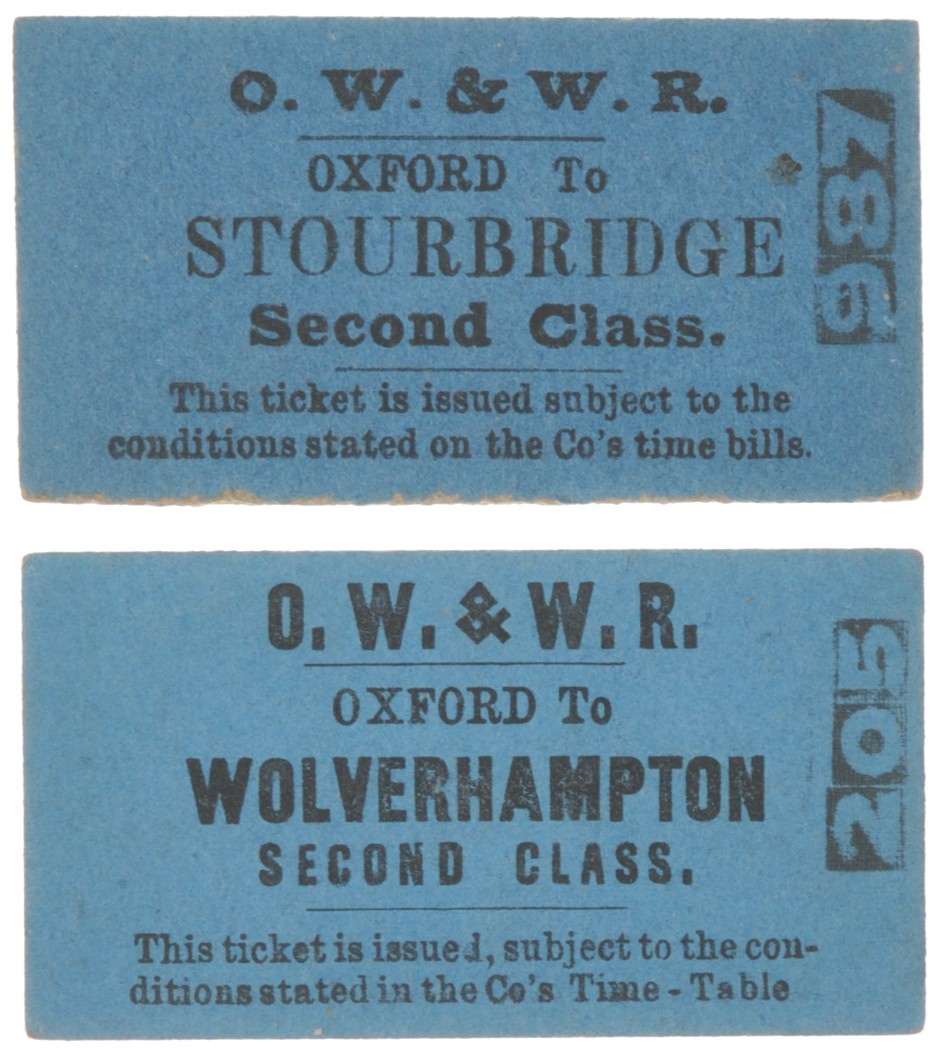 O. W. & W. R.
OXFORD To
STOURBRIDGE
Second Class.
This ticket is issued subject to the
conditions stated on the Co's time bills.
987
O. W. & W. R.
OXFORD To
WOLVERHAMPTON
SECOND CLASS.
This ticket is issued, subject to the con-
ditions stated in the Co's Time - Table
205